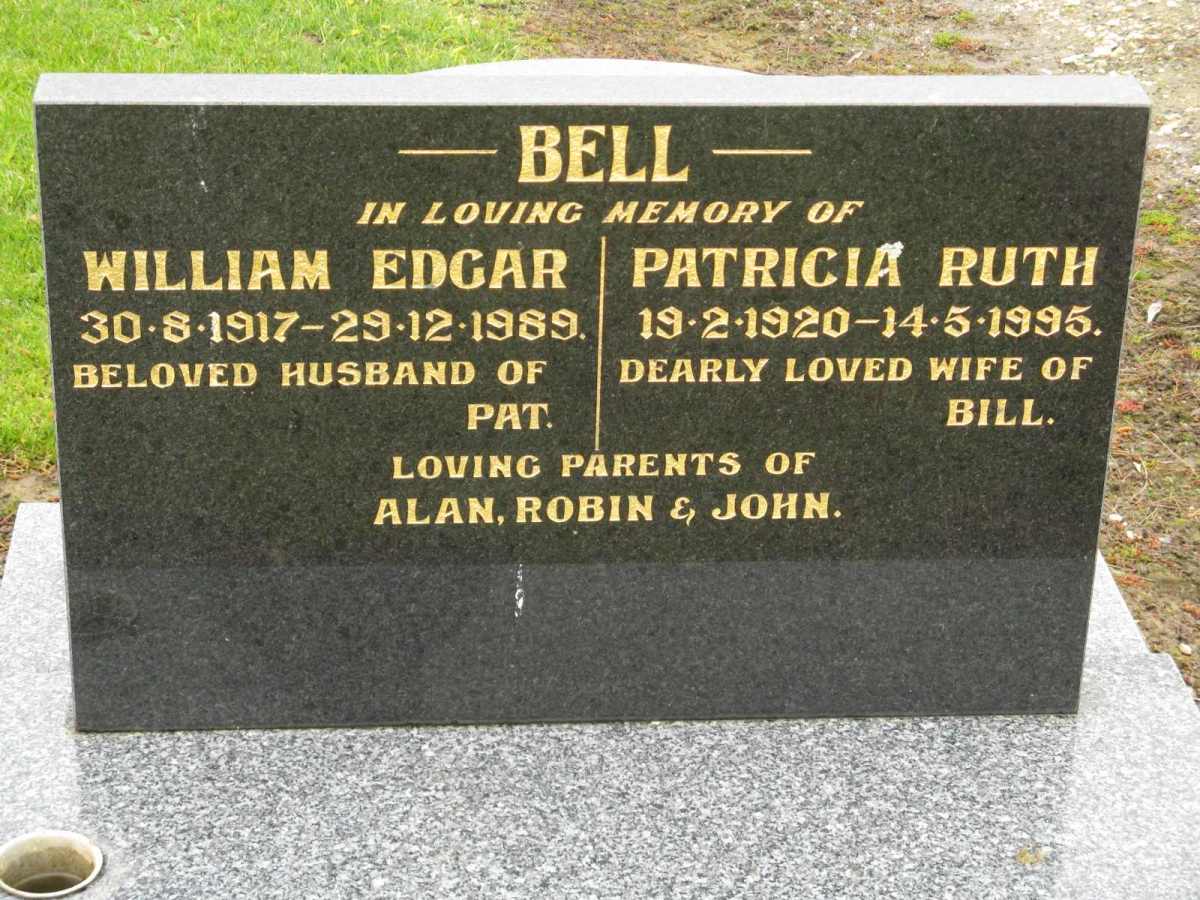 — BELL —
IN LOVING MEMORY OF
WILLIAM EDGAR
30·8·1917–29·12·1989.
BELOVED HUSBAND OF
PAT.
PATRICIA RUTH
19·2·1920–14·5·1995.
DEARLY LOVED WIFE OF
BILL.
LOVING PARENTS OF
ALAN, ROBIN & JOHN.